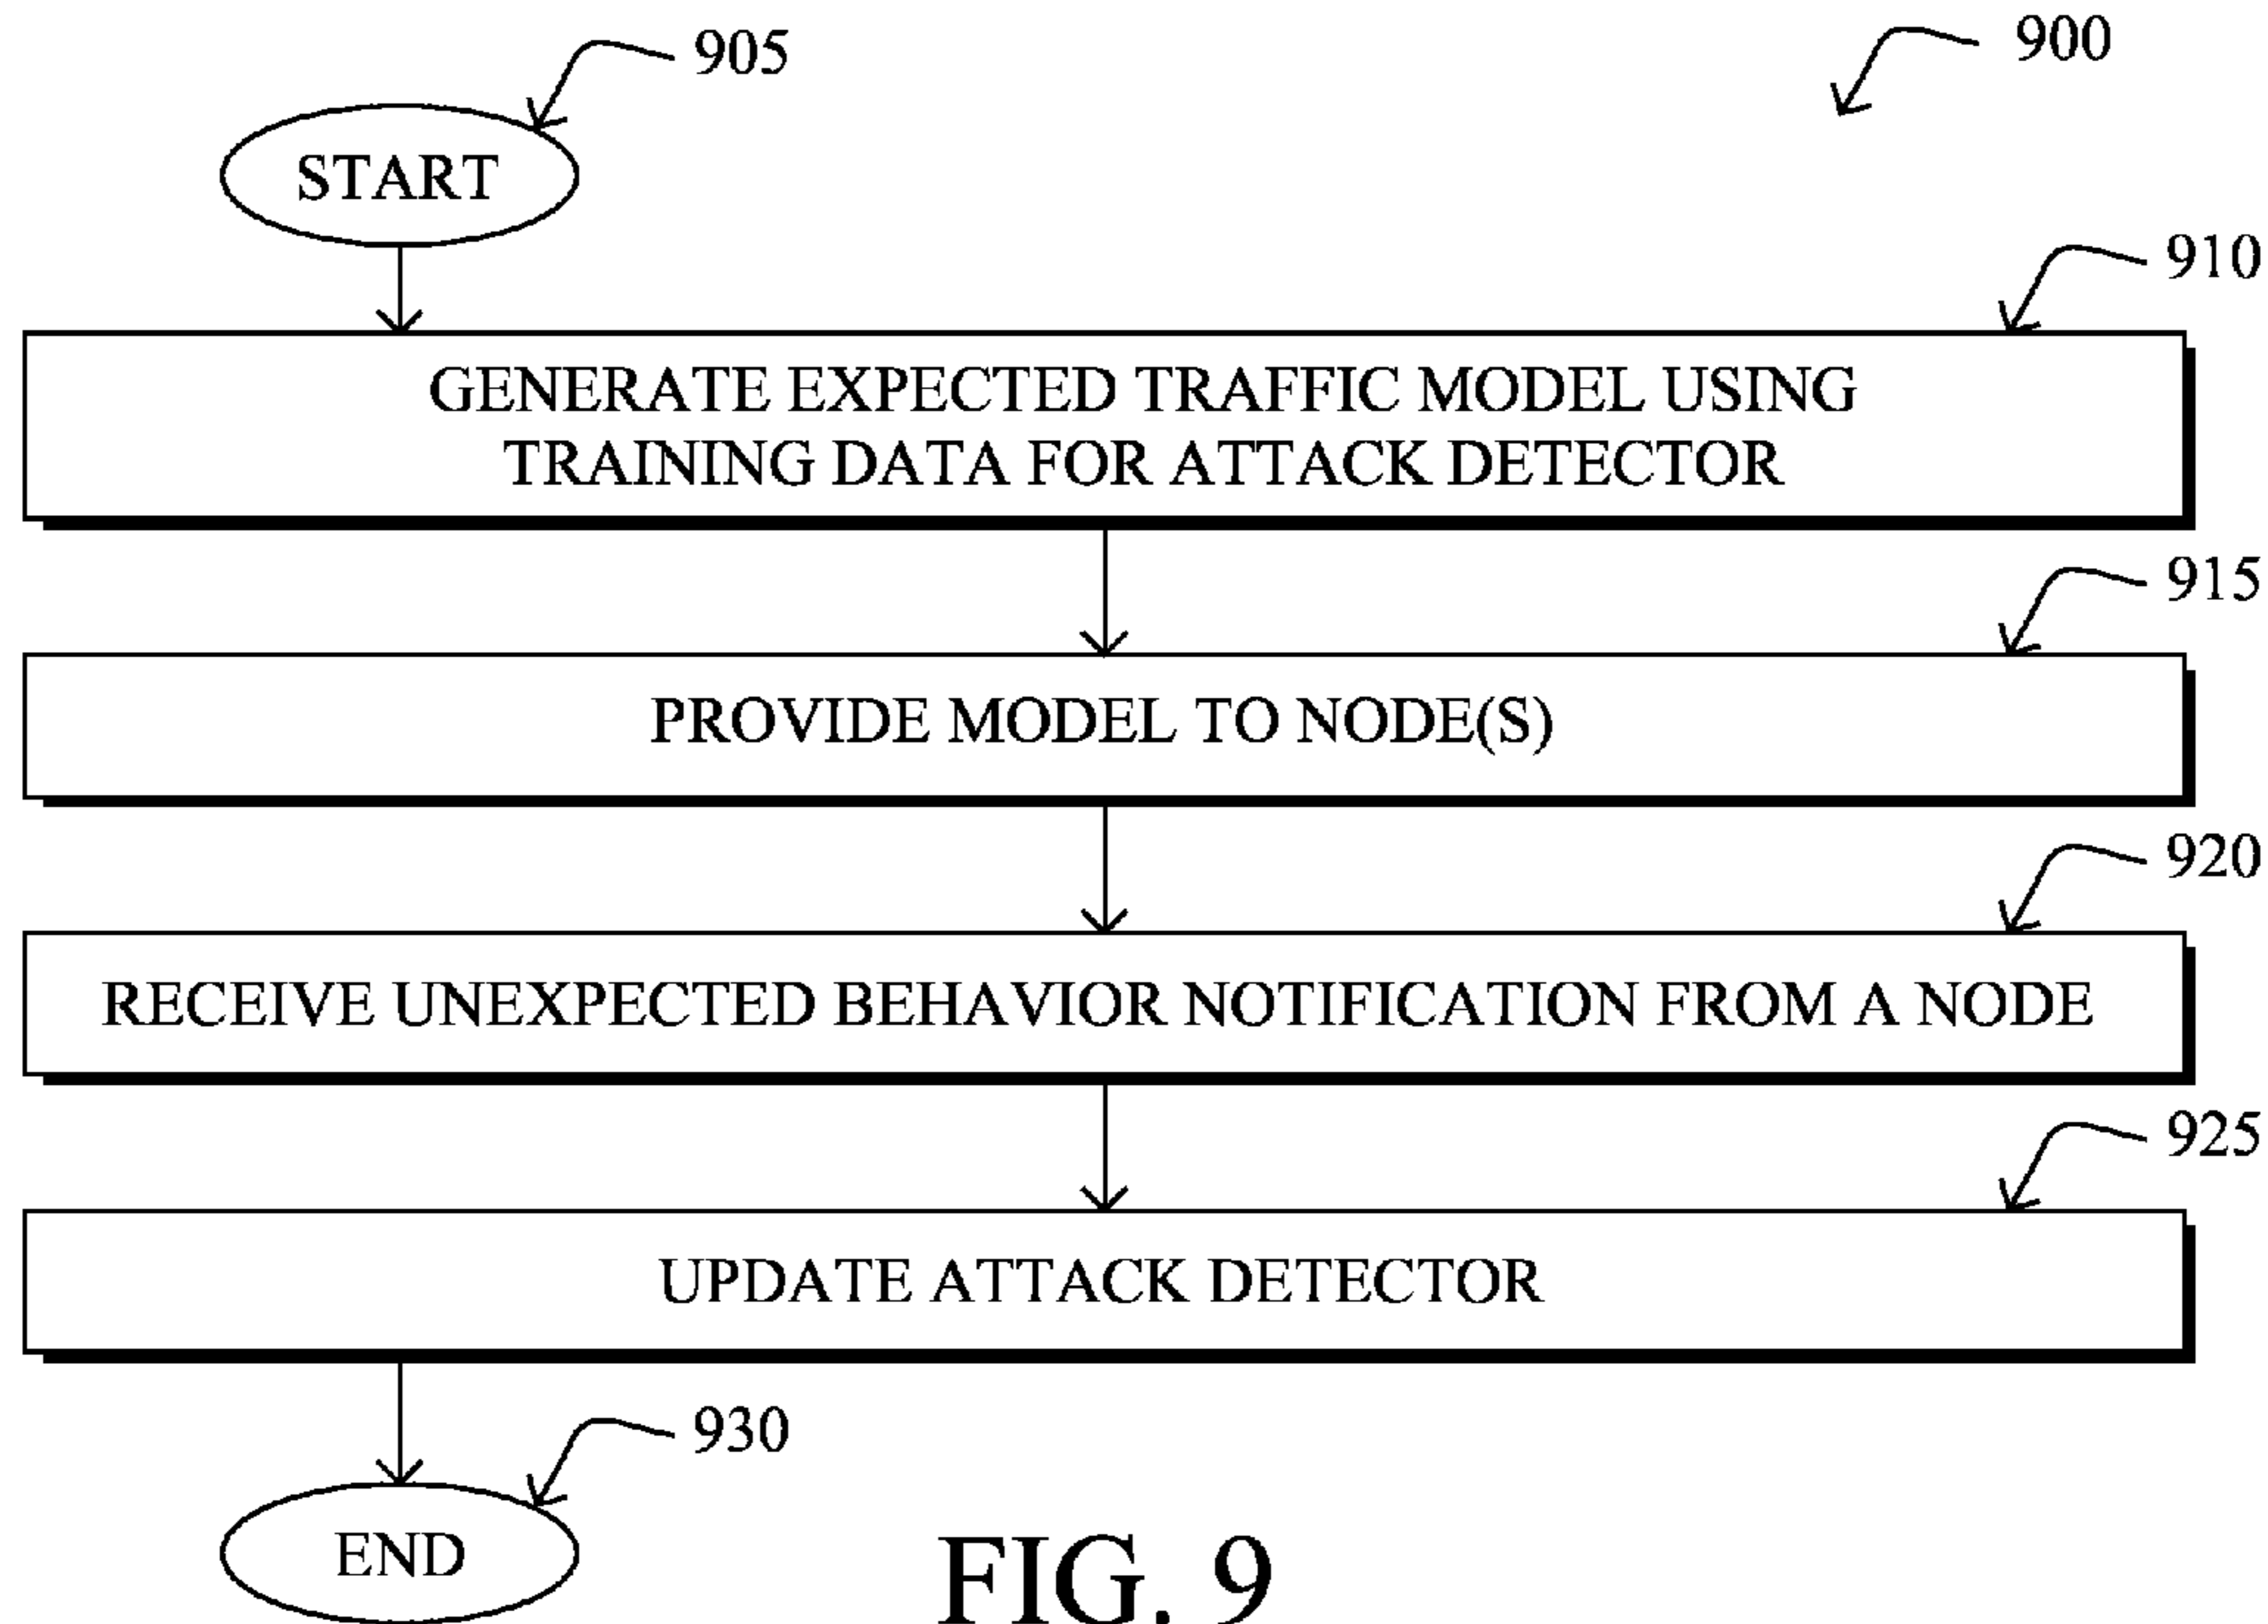 900
905
START
910
GENERATE EXPECTED TRAFFIC MODEL USING
TRAINING DATA FOR ATTACK DETECTOR
915
PROVIDE MODEL TO NODE(S)
920
RECEIVE UNEXPECTED BEHAVIOR NOTIFICATION FROM A NODE
925
UPDATE ATTACK DETECTOR
930
END
FIG. 9